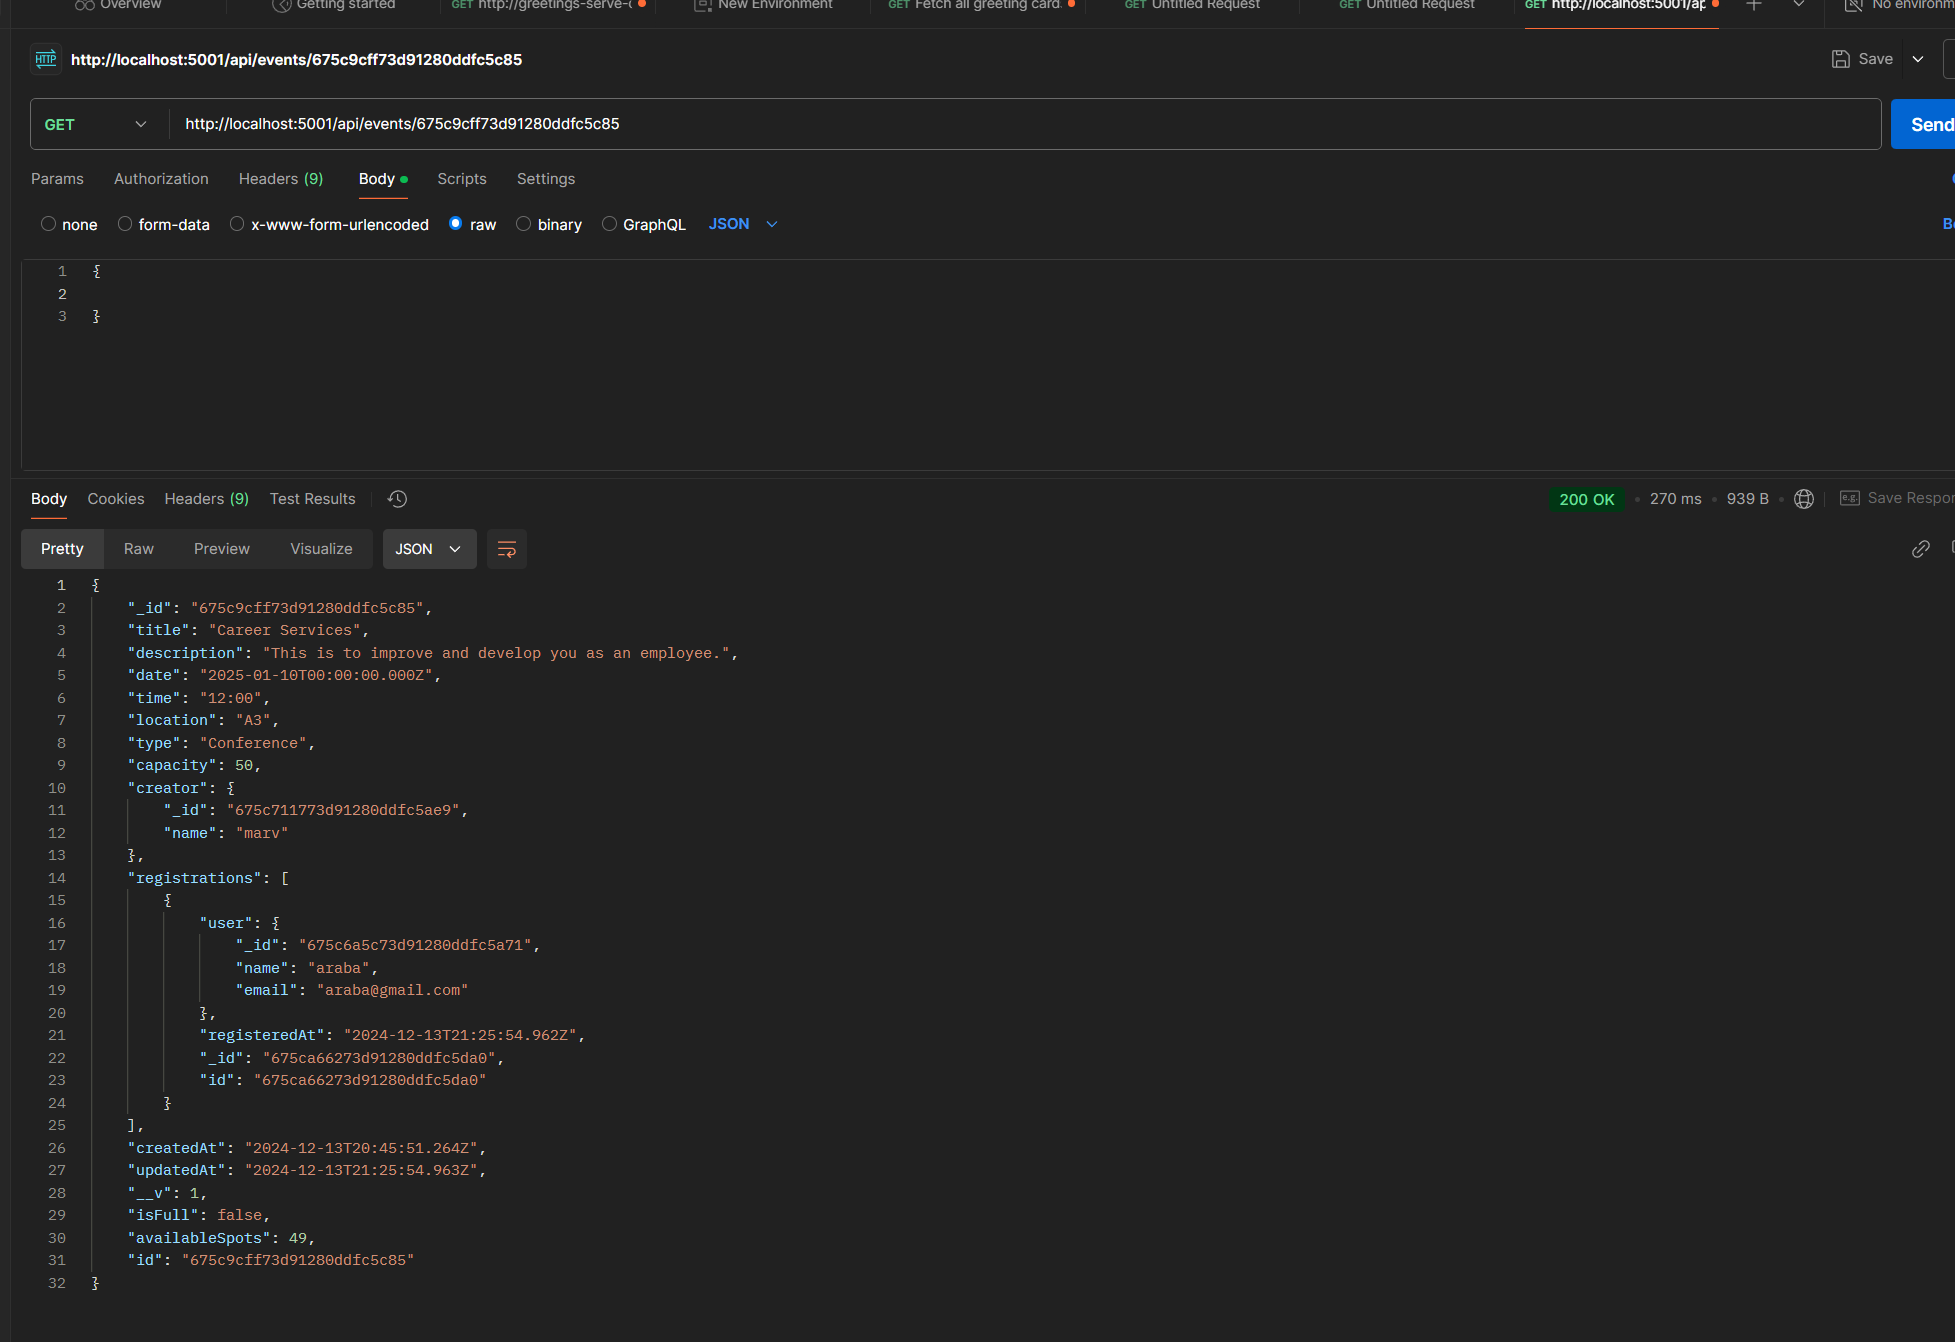 Overview
Getting started
GET http://greetings-serve-
New Environment
GET Fetch all greeting card
GET Untitled Request
GET Untitled Request
GET http://localhost:5001/ap
No environm
HTTP http://localhost:5001/api/events/675c9cff73d91280ddfc5c85
Save
GET http://localhost:5001/api/events/675c9cff73d91280ddfc5c85
Send
Params Authorization Headers (9) Body Scripts Settings
none form-data x-www-form-urlencoded raw binary GraphQL JSON
1 {
2
3 }
Body Cookies Headers (9) Test Results
200 OK • 270 ms • 939 B • e.g. Save Respon
Pretty Raw Preview Visualize JSON
1 {
2 "_id": "675c9cff73d91280ddfc5c85",
3 "title": "Career Services",
4 "description": "This is to improve and develop you as an employee.",
5 "date": "2025-01-10T00:00:00.000Z",
6 "time": "12:00",
7 "location": "A3",
8 "type": "Conference",
9 "capacity": 50,
10 "creator": {
11 "_id": "675c711773d91280ddfc5ae9",
12 "name": "marv"
13 },
14 "registrations": [
15 {
16 "user": {
17 "_id": "675c6a5c73d91280ddfc5a71",
18 "name": "araba",
19 "email": "araba@gmail.com"
20 },
21 "registeredAt": "2024-12-13T21:25:54.962Z",
22 "_id": "675ca66273d91280ddfc5da0",
23 "id": "675ca66273d91280ddfc5da0"
24 }
25 ],
26 "createdAt": "2024-12-13T20:45:51.264Z",
27 "updatedAt": "2024-12-13T21:25:54.963Z",
28 "__v": 1,
29 "isFull": false,
30 "availableSpots": 49,
31 "id": "675c9cff73d91280ddfc5c85"
32 }